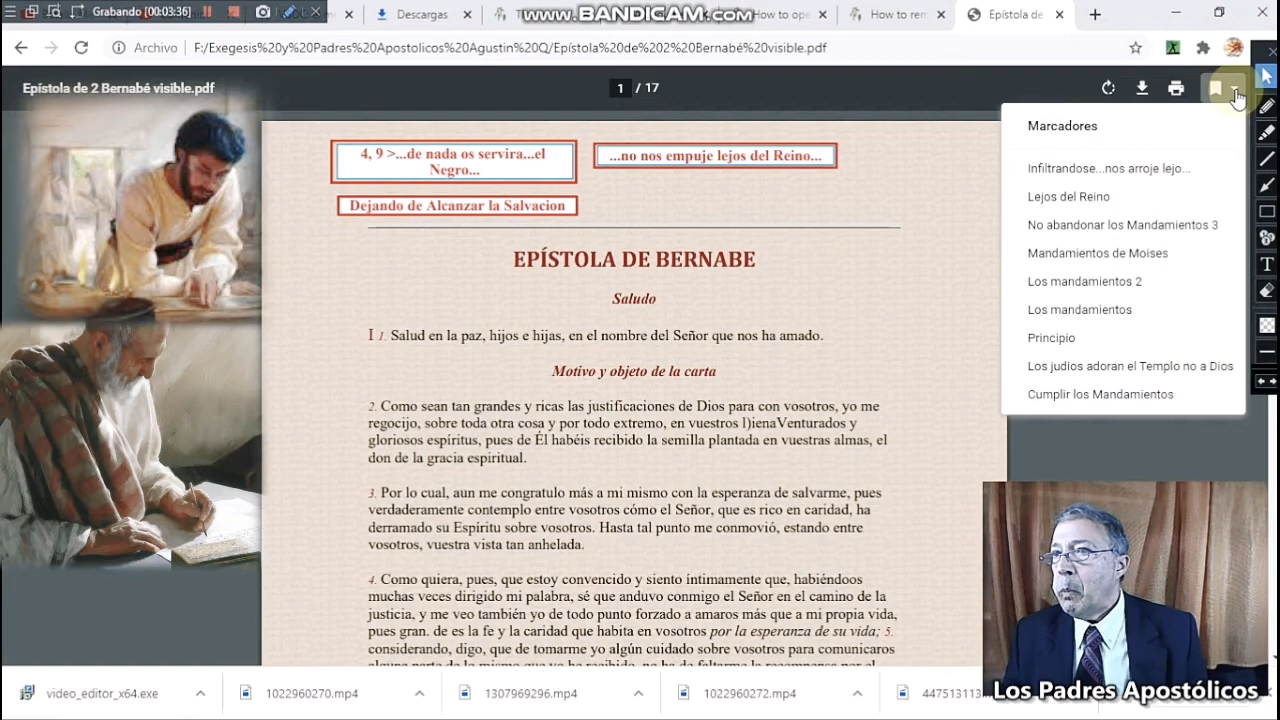 Grabando [00:03:36]
www.BANDICAM.com
Descargas
How to ope
How to rem
Epístola de
Archivo
F:/Exegesis%20y%20Padres%20Apostolicos%20Agustin%20Q/Epístola%20de%202%20Bernabé%20visible.pdf
Epístola de 2 Bernabé visible.pdf
1 / 17
Marcadores
Infiltrandose...nos arroje lejo...
Lejos del Reino
No abandonar los Mandamientos 3
Mandamientos de Moises
Los mandamientos 2
Los mandamientos
Principio
Los judios adoran el Templo no a Dios
Cumplir los Mandamientos
4, 9 >...de nada os servira...el
Negro...
...no nos empuje lejos del Reino...
Dejando de Alcanzar la Salvacion
EPÍSTOLA DE BERNABE
Saludo
I 1. Salud en la paz, hijos e hijas, en el nombre del Señor que nos ha amado.
Motivo y objeto de la carta
2. Como sean tan grandes y ricas las justificaciones de Dios para con vosotros, yo me
regocijo, sobre toda otra cosa y por todo extremo, en vuestros l)ienaVenturados y
gloriosos espíritus, pues de Él habéis recibido la semilla plantada en vuestras almas, el
don de la gracia espiritual.
3. Por lo cual, aun me congratulo más a mi mismo con la esperanza de salvarme, pues
verdaderamente contemplo entre vosotros cómo el Señor, que es rico en caridad, ha
derramado su Espíritu sobre vosotros. Hasta tal punto me conmovió, estando entre
vosotros, vuestra vista tan anhelada.
4. Como quiera, pues, que estoy convencido y siento íntimamente que, habiéndoos
muchas veces dirigido mi palabra, sé que anduvo conmigo el Señor en el camino de la
justicia, y me veo también yo de todo punto forzado a amaros más que a mi propia vida,
pues gran. de es la fe y la caridad que habita en vosotros por la esperanza de su vida; 5.
considerando, digo, que de tomarme yo algún cuidado sobre vosotros para comunicaros
video_editor_x64.exe
1022960270.mp4
1307969296.mp4
1022960272.mp4
447513113
Los Padres Apostólicos